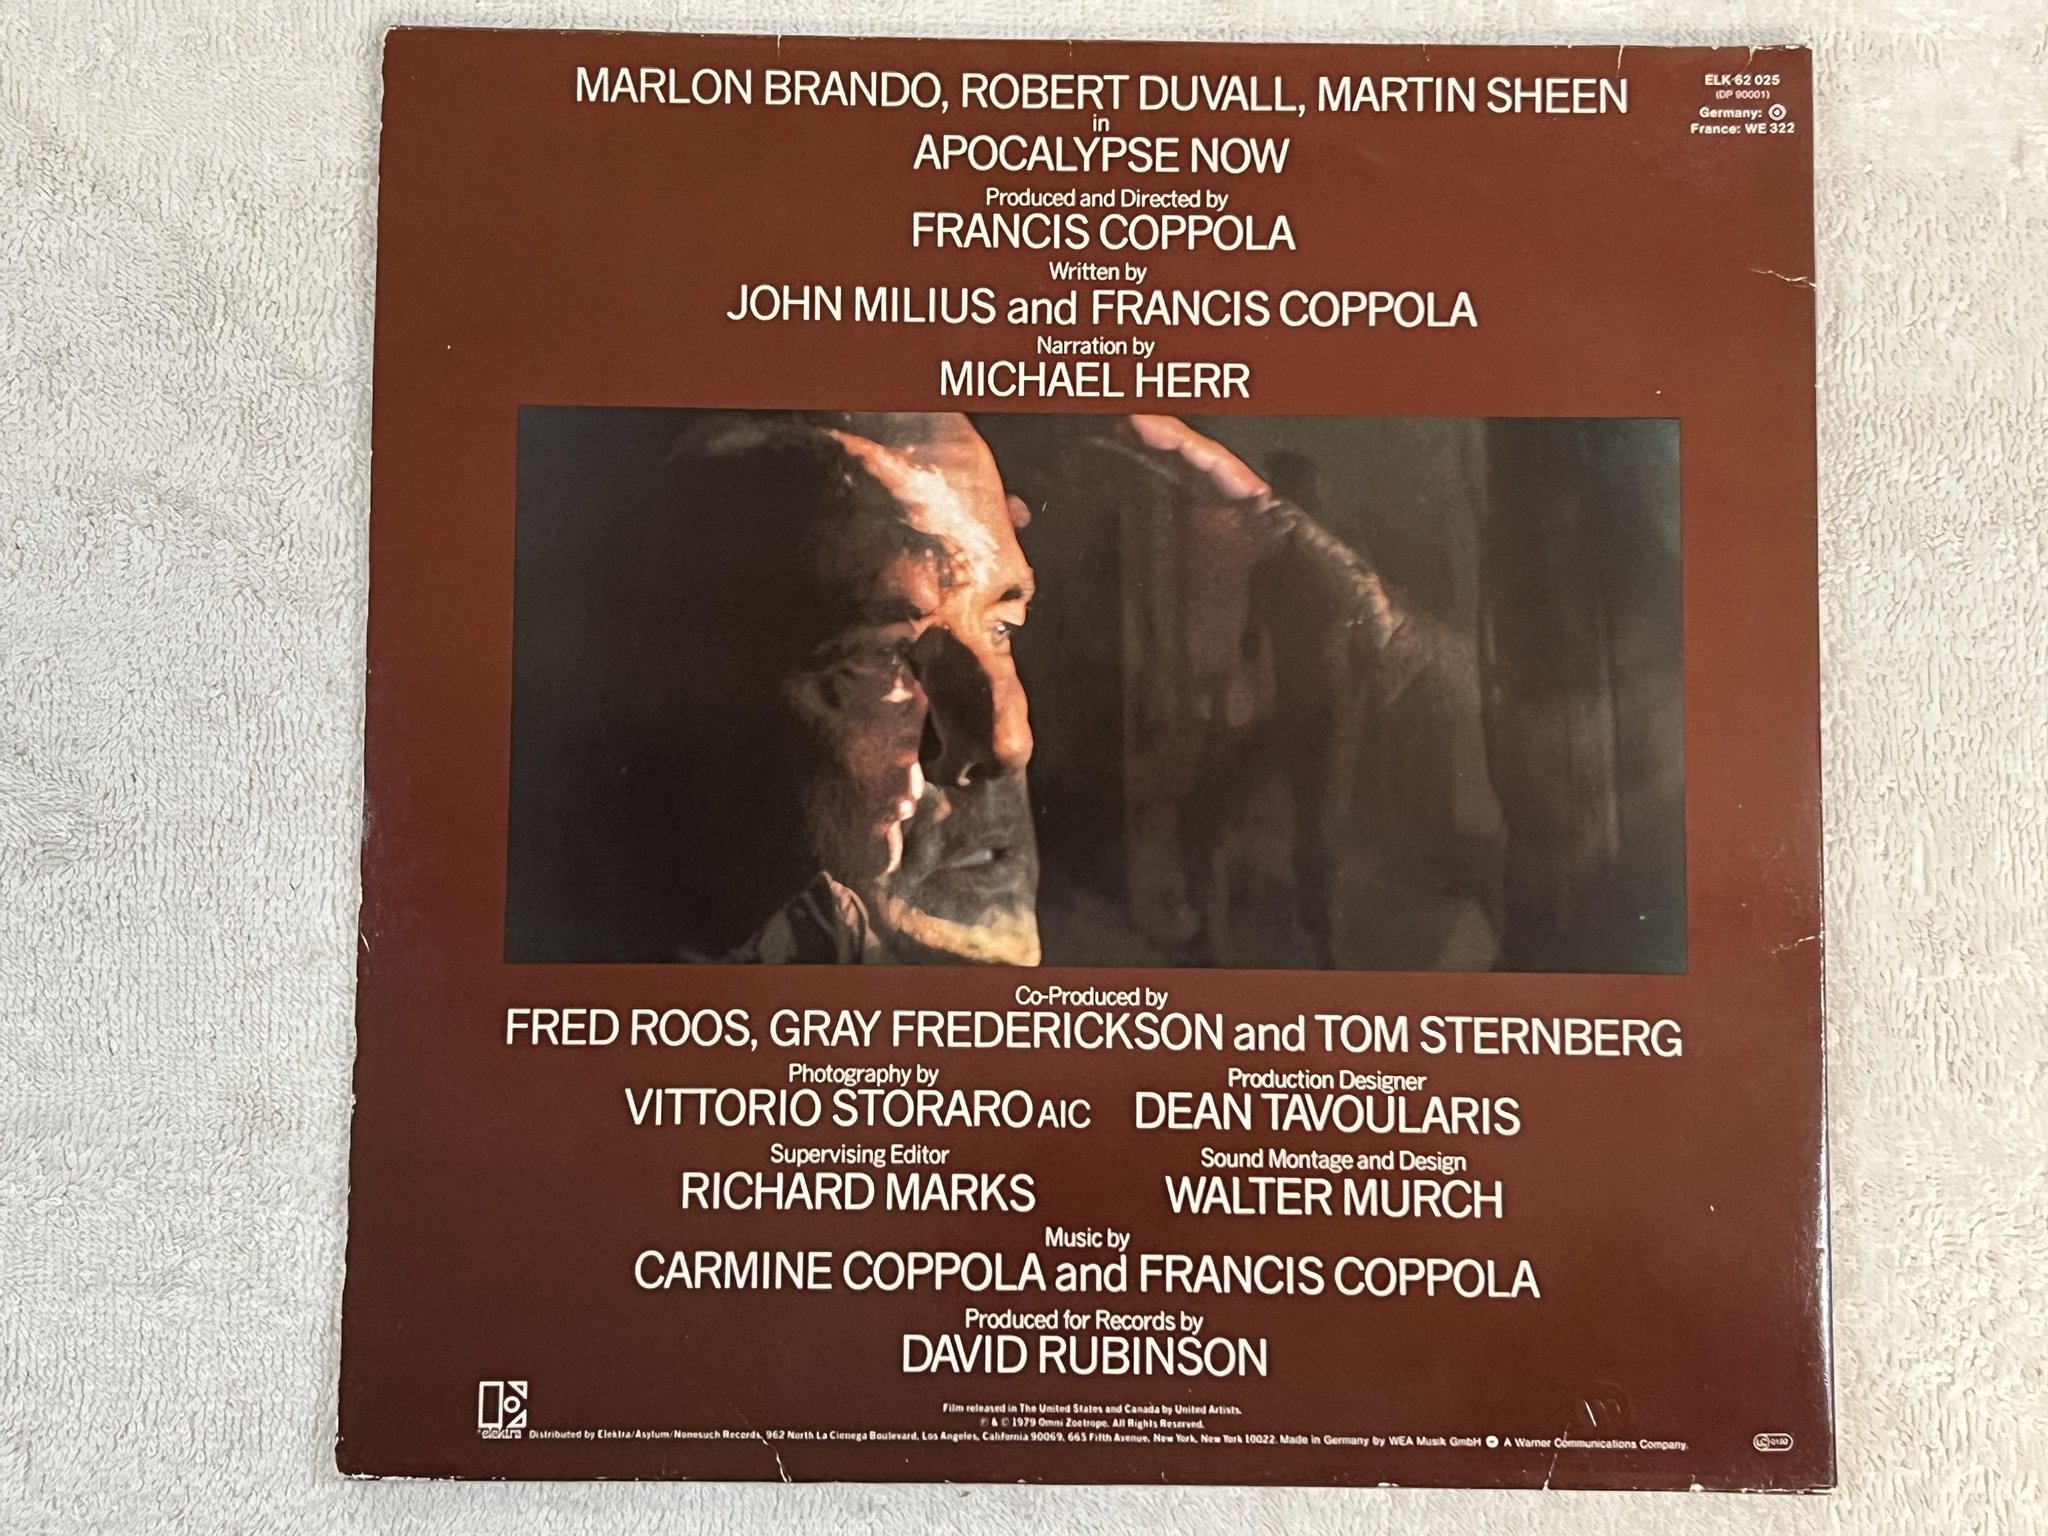 MARLON BRANDO, ROBERT DUVALL, MARTIN SHEEN
in
APOCALYPSE NOW
Produced and Directed by
FRANCIS COPPOLA
Written by
JOHN MILIUS and FRANCIS COPPOLA
Narration by
MICHAEL HERR
ELK 62 025
(DP 90001)
Germany:
France: WE 322
Co-Produced by
FRED ROOS, GRAY FREDERICKSON and TOM STERNBERG
Photography by
VITTORIO STORARO AIC
Production Designer
DEAN TAVOULARIS
Supervising Editor
RICHARD MARKS
Sound Montage and Design
WALTER MURCH
Music by
CARMINE COPPOLA and FRANCIS COPPOLA
Produced for Records by
DAVID RUBINSON
Film released in The United States and Canada by United Artists.
℗ & © 1979 Omni Zoetrope. All Rights Reserved.
elektra
Distributed by Elektra/Asylum/Nonesuch Records, 962 North La Cienega Boulevard, Los Angeles, California 90069, 665 Fifth Avenue, New York, New York 10022. Made in Germany by WEA Musik GmbH A Warner Communications Company.